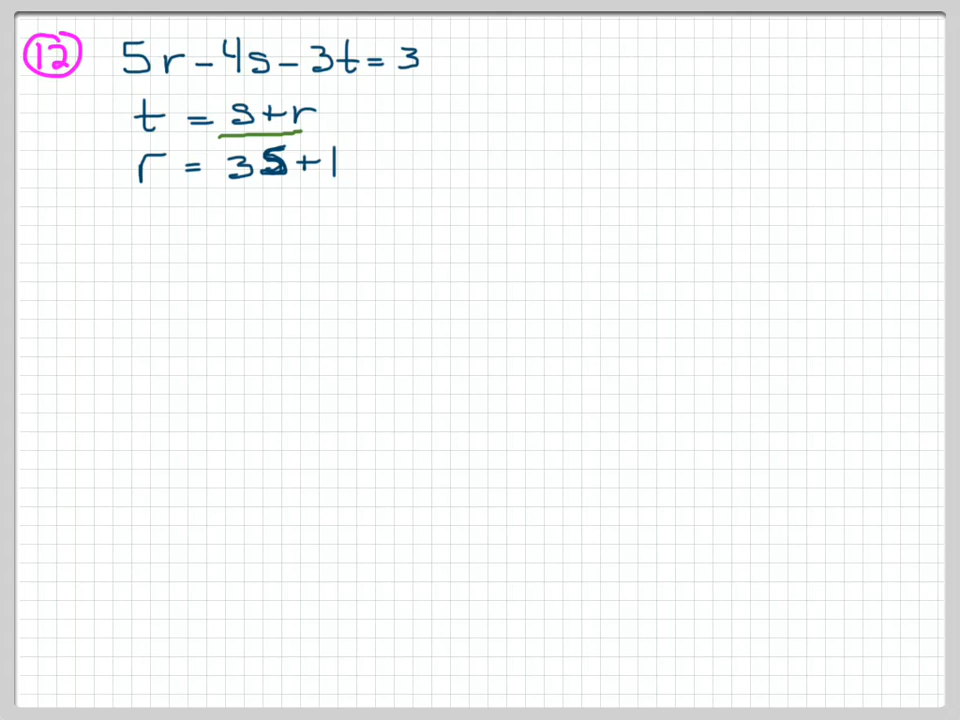 12 5r - 4s - 3t = 3
t = s + r
r = 3s + 1